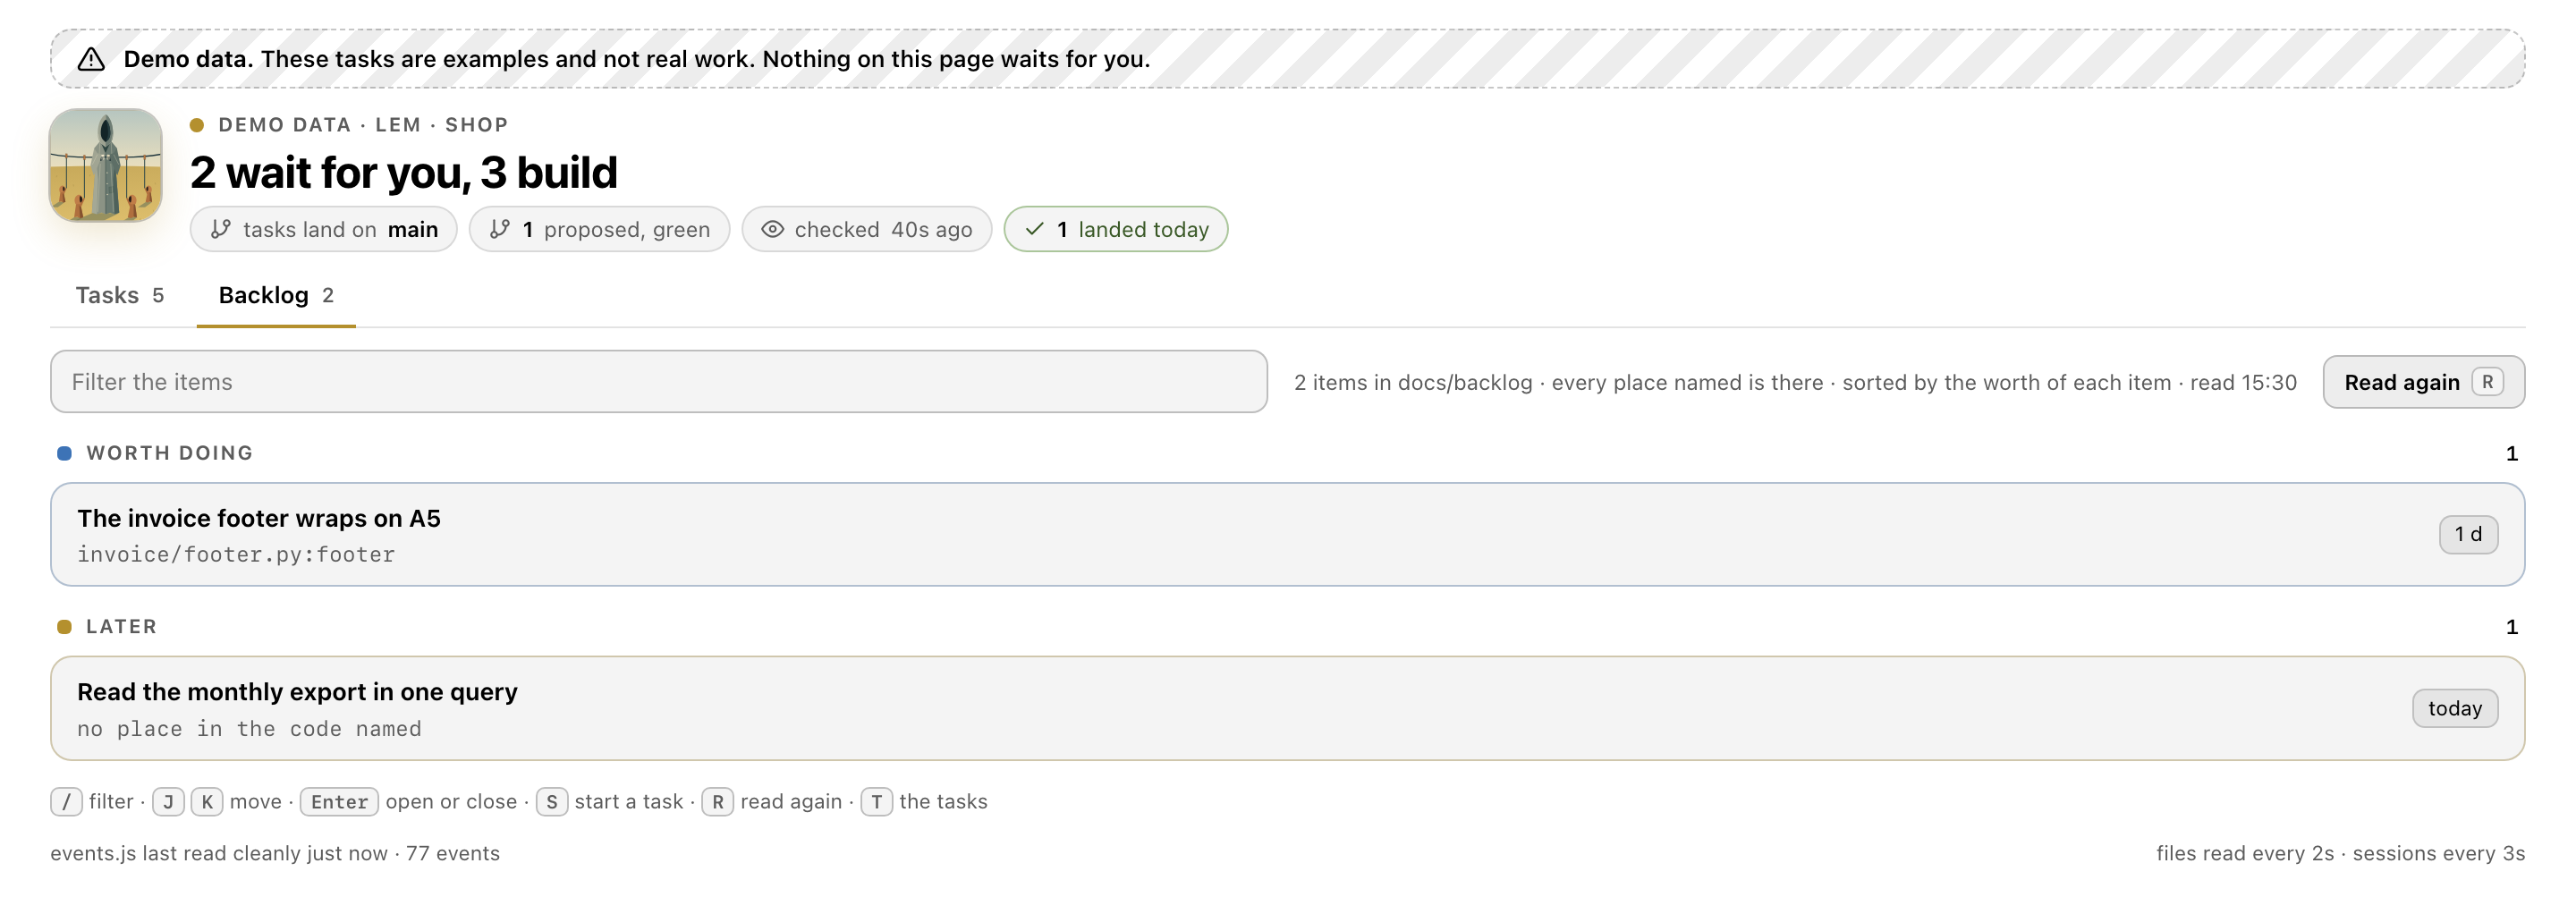 Demo data. These tasks are examples and not real work. Nothing on this page waits for you.
DEMO DATA · LEM · SHOP
2 wait for you, 3 build
tasks land on main
1 proposed, green
checked 40s ago
1 landed today
Tasks 5
Backlog 2
Filter the items
2 items in docs/backlog · every place named is there · sorted by the worth of each item · read 15:30
Read again R
WORTH DOING 1
The invoice footer wraps on A5
invoice/footer.py:footer
1 d
LATER 1
Read the monthly export in one query
no place in the code named
today
/ filter · J K move · Enter open or close · S start a task · R read again · T the tasks
events.js last read cleanly just now · 77 events
files read every 2s · sessions every 3s